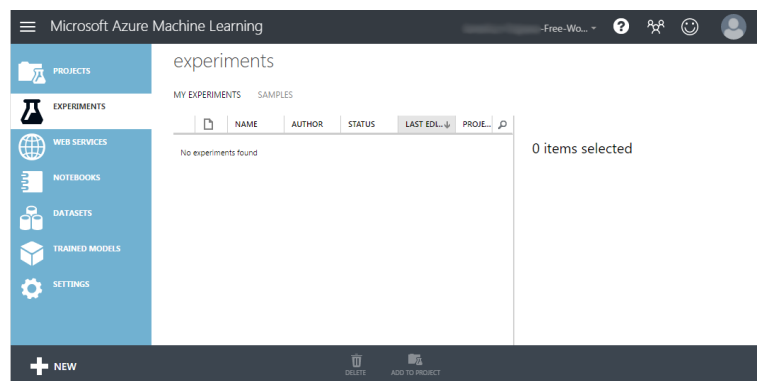 Microsoft Azure Machine Learning
-Free-Wo...
?
PROJECTS
EXPERIMENTS
WEB SERVICES
NOTEBOOKS
DATASETS
TRAINED MODELS
SETTINGS
experiments
MY EXPERIMENTS SAMPLES
NAME AUTHOR STATUS LAST EDI... PROJE...
No experiments found
0 items selected
NEW
DELETE ADD TO PROJECT